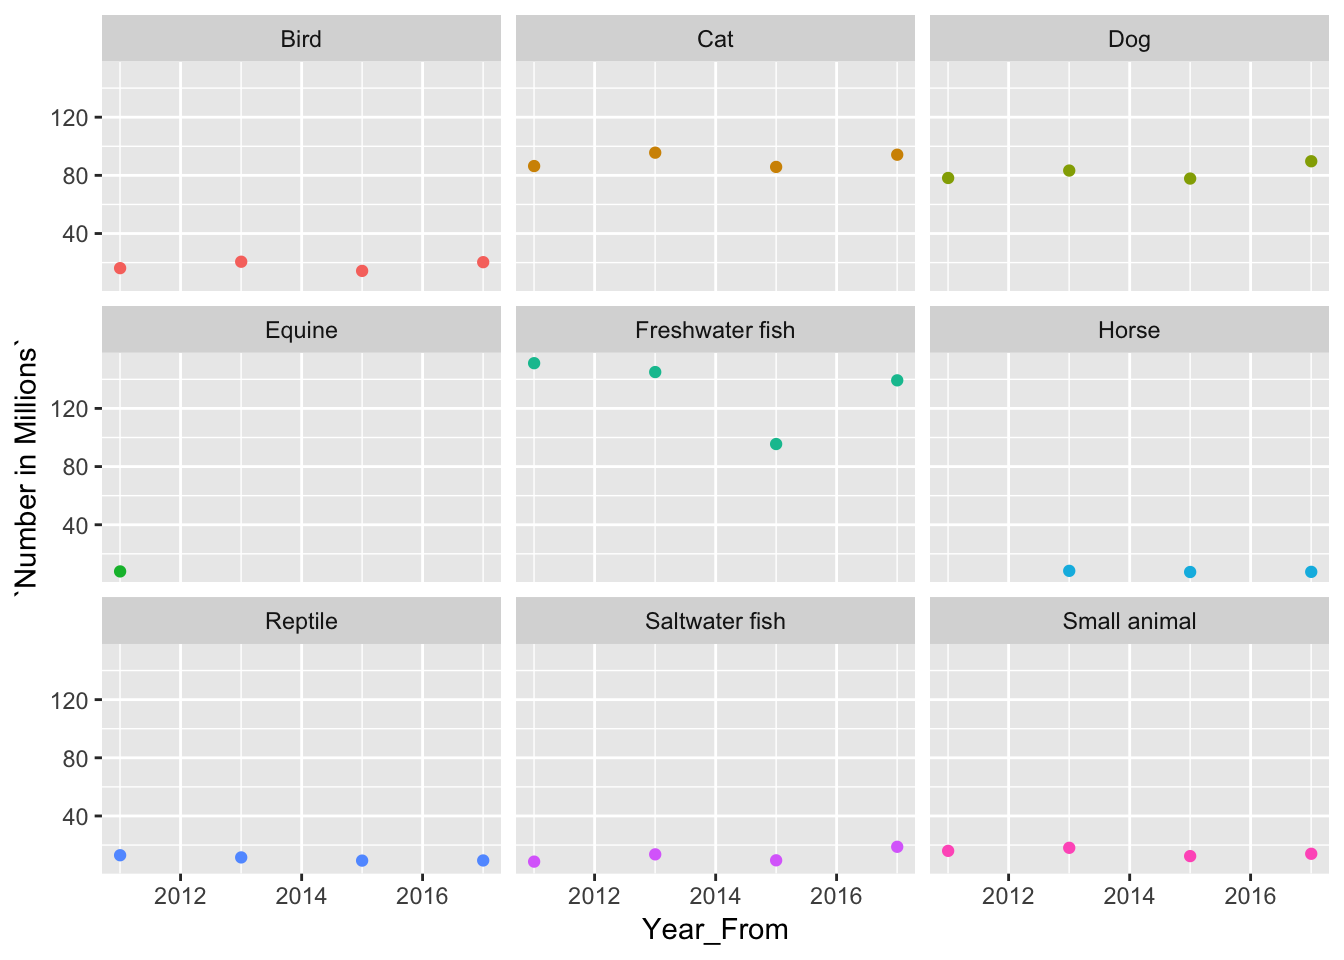 Bird
Cat
Dog
120
80
40
Equine
Freshwater fish
Horse
120
80
40
`Number in Millions`
Reptile
Saltwater fish
Small animal
120
80
40
2012 2014 2016
2012 2014 2016
2012 2014 2016
Year_From